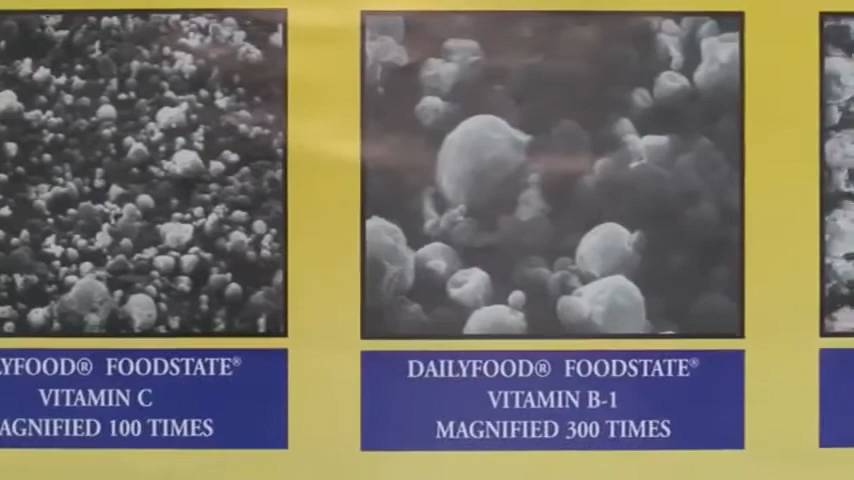 LYFOOD® FOODSTATE®
VITAMIN C
AGNIFIED 100 TIMES
DAILYFOOD® FOODSTATE®
VITAMIN B-1
MAGNIFIED 300 TIMES